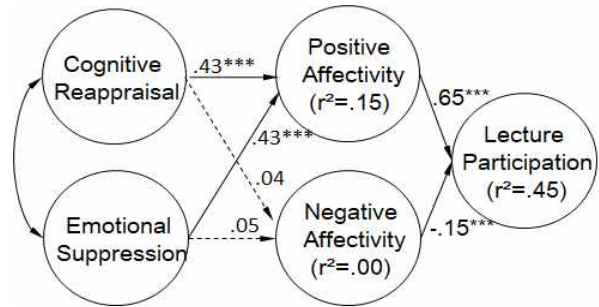 Cognitive
Reappraisal
Emotional
Suppression
.43***
.43***
.04
.05
Positive
Affectivity
(r²=.15)
Negative
Affectivity
(r²=.00)
.65***
-.15***
Lecture
Participation
(r²=.45)